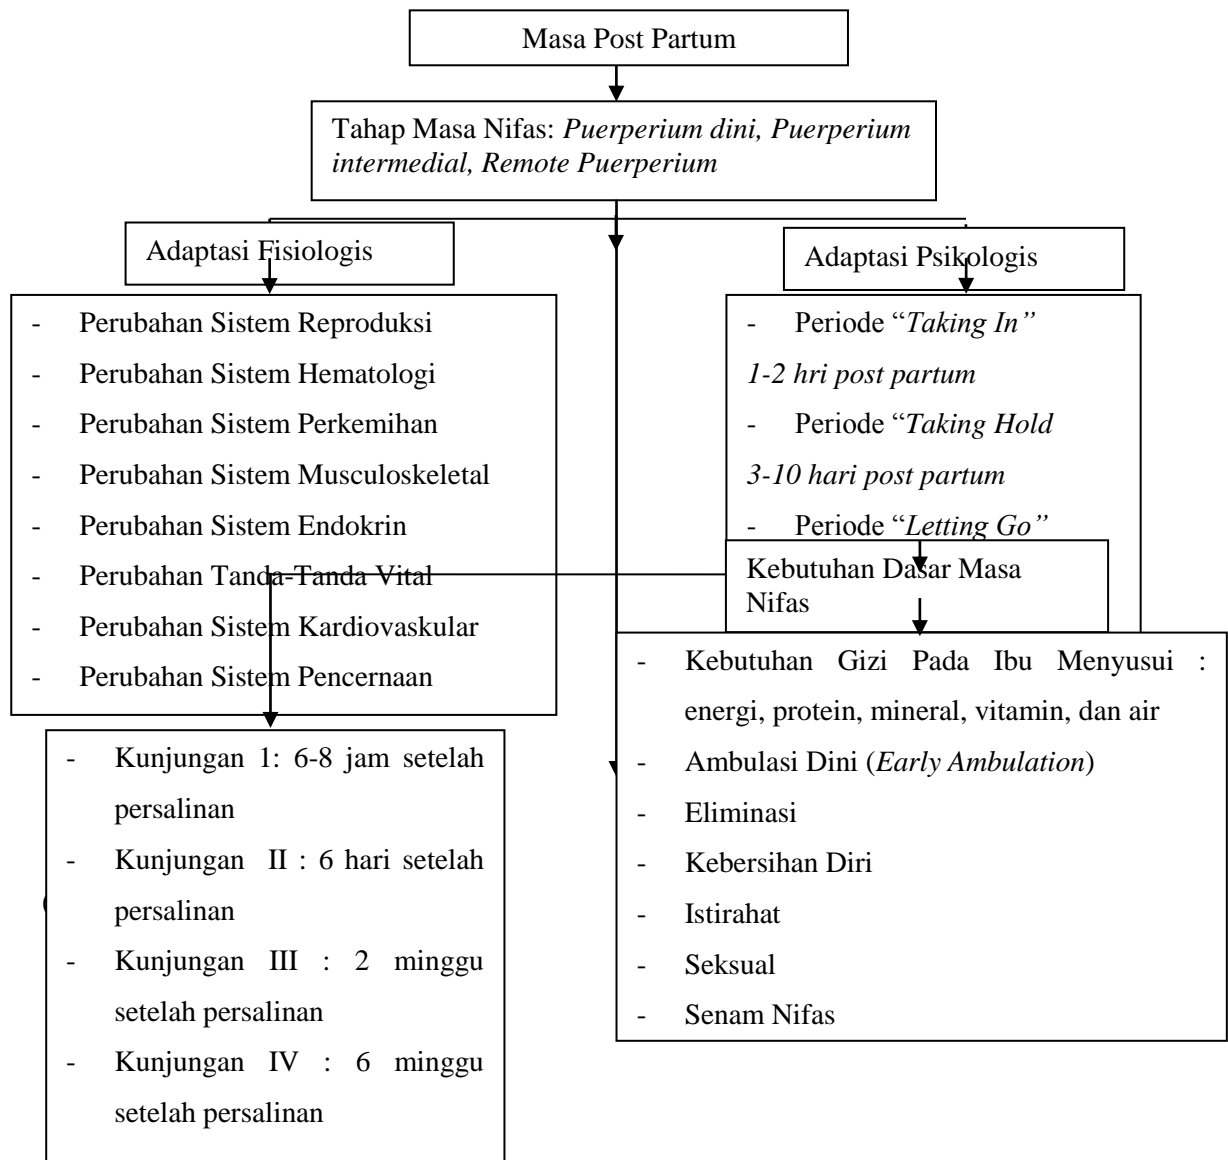 Masa Post Partum
Tahap Masa Nifas: Puerperium dini, Puerperium
intermedial, Remote Puerperium
Adaptasi Fisiologis
Adaptasi Psikologis
- Perubahan Sistem Reproduksi
- Perubahan Sistem Hematologi
- Perubahan Sistem Perkemihan
- Perubahan Sistem Musculoskeletal
- Perubahan Sistem Endokrin
- Perubahan Tanda-Tanda Vital
- Perubahan Sistem Kardiovaskular
- Perubahan Sistem Pencernaan
- Periode “Taking In”
1-2 hri post partum
- Periode “Taking Hold
3-10 hari post partum
- Periode “Letting Go”
Kebutuhan Dasar Masa
Nifas
- Kebutuhan Gizi Pada Ibu Menyusui :
energi, protein, mineral, vitamin, dan air
- Ambulasi Dini (Early Ambulation)
- Eliminasi
- Kebersihan Diri
- Istirahat
- Seksual
- Senam Nifas
- Kunjungan 1: 6-8 jam setelah
persalinan
- Kunjungan II : 6 hari setelah
persalinan
- Kunjungan III : 2 minggu
setelah persalinan
- Kunjungan IV : 6 minggu
setelah persalinan